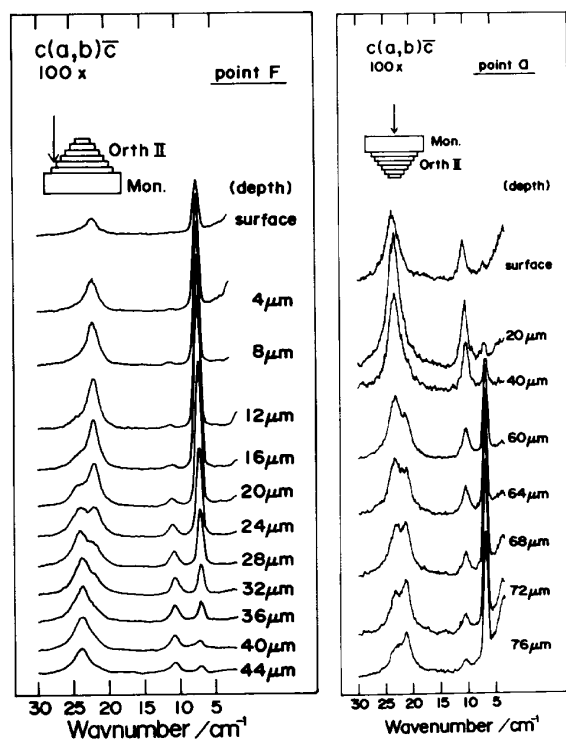 c(a,b)c̅
100 x
point F
Orth II
Mon.
(depth)
surface
4μm
8μm
12μm
16μm
20μm
24μm
28μm
32μm
36μm
40μm
44μm
30 25 20 15 10 5
Wavnumber /cm⁻¹
c(a,b)c̅
100 x
point a
Mon.
Orth II
(depth)
surface
20μm
40μm
60μm
64μm
68μm
72μm
76μm
30 25 20 15 10 5
Wavenumber /cm⁻¹